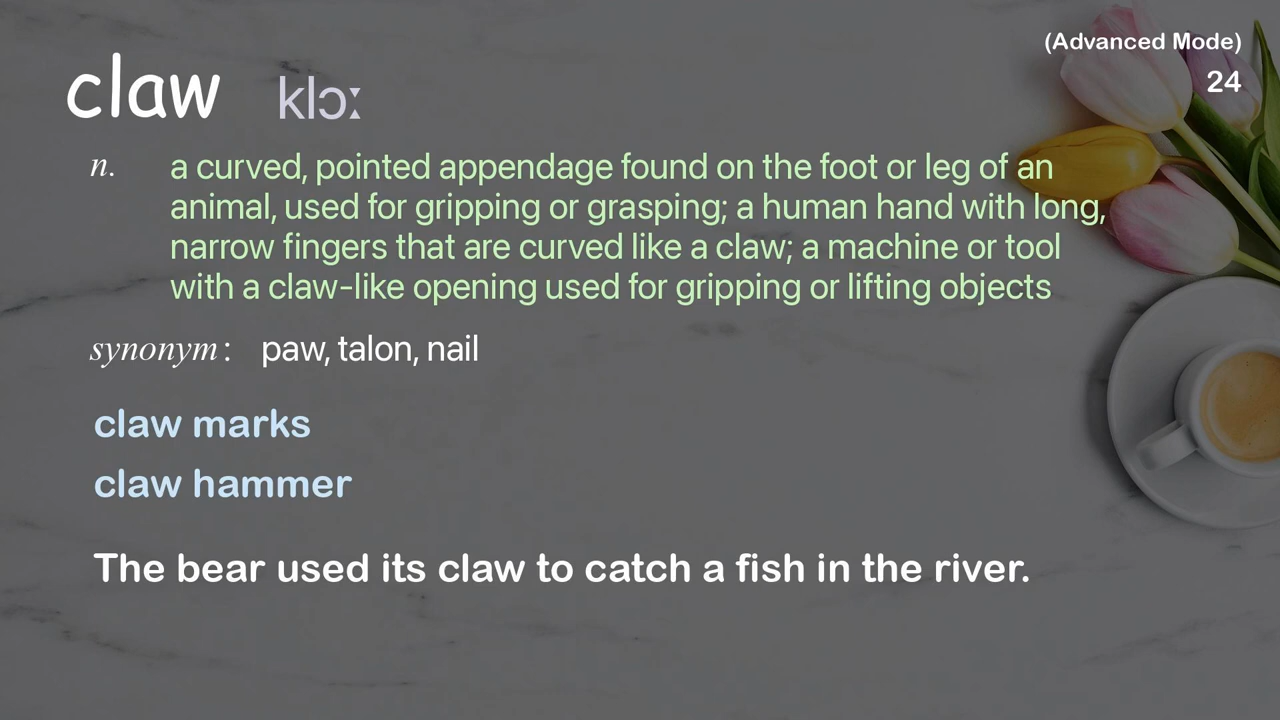 (Advanced Mode)
24
claw klɔː
n. a curved, pointed appendage found on the foot or leg of an
animal, used for gripping or grasping; a human hand with long,
narrow fingers that are curved like a claw; a machine or tool
with a claw-like opening used for gripping or lifting objects
synonym: paw, talon, nail
claw marks
claw hammer
The bear used its claw to catch a fish in the river.